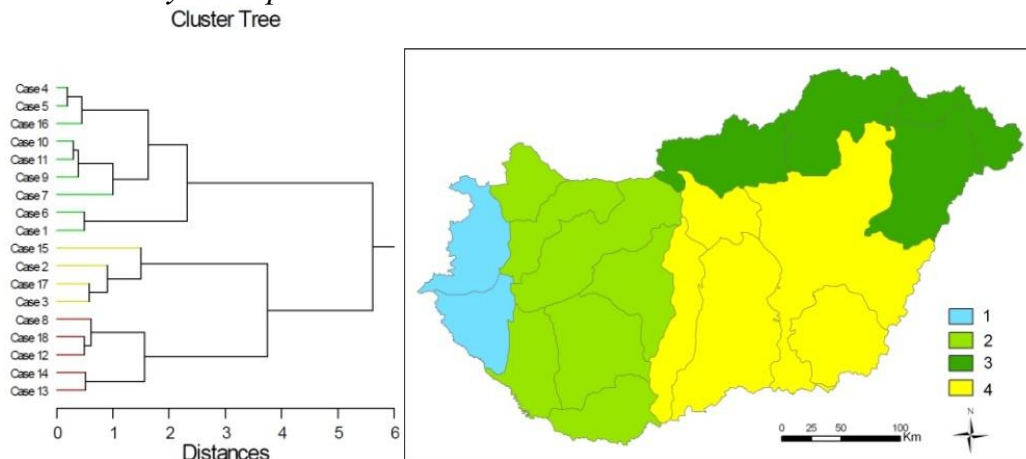 Cluster Tree
Case 4
Case 5
Case 16
Case 10
Case 11
Case 9
Case 7
Case 6
Case 1
Case 15
Case 2
Case 17
Case 3
Case 8
Case 18
Case 12
Case 14
Case 13
0 1 2 3 4 5 6
Distances
1
2
3
4
0 25 50 100
Km
N